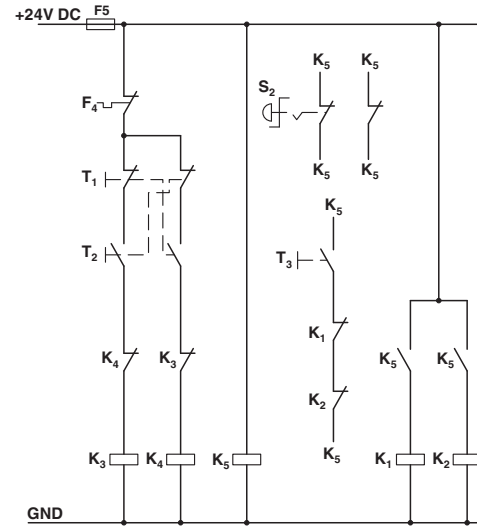 +24V DC F5
K₅ K₅
S₂
F₄
K₅ K₅
T₁
K₅
T₂ T₃
K₁
K₄ K₃ K₅ K₅
K₂
K₃ K₄ K₅ K₅ K₁ K₂
GND